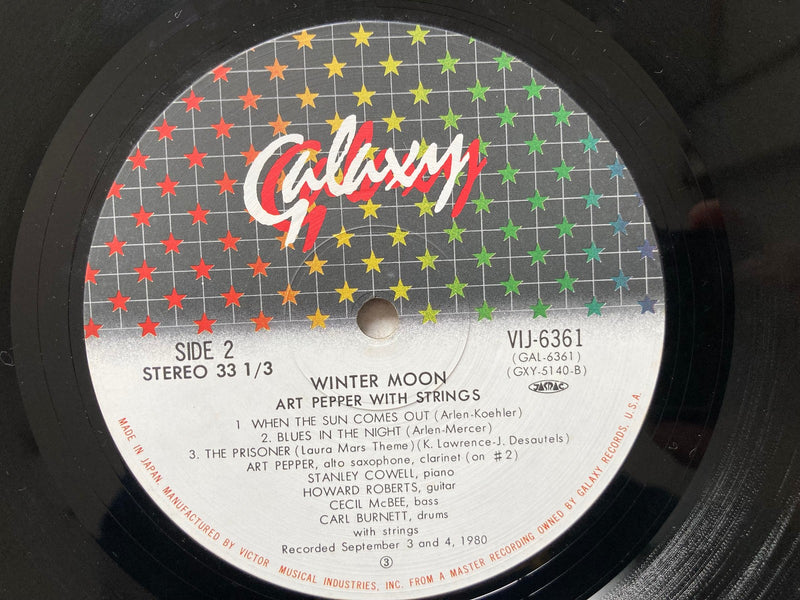 Galaxy
SIDE 2
STEREO 33 1/3
VIJ-6361
(GAL-6361)
(GXY-5140-B)
JASRAC
WINTER MOON
ART PEPPER WITH STRINGS
1 WHEN THE SUN COMES OUT (Arlen-Koehler)
2. BLUES IN THE NIGHT (Arlen-Mercer)
3. THE PRISONER (Laura Mars Theme) (K. Lawrence-J. Desautels)
ART PEPPER, alto saxophone, clarinet (on #2)
STANLEY COWELL, piano
HOWARD ROBERTS, guitar
CECIL McBEE, bass
CARL BURNETT, drums
with strings
Recorded September 3 and 4, 1980
③
MADE IN JAPAN, MANUFACTURED BY VICTOR MUSICAL INDUSTRIES, INC. FROM A MASTER RECORDING OWNED BY GALAXY RECORDS, U.S.A.